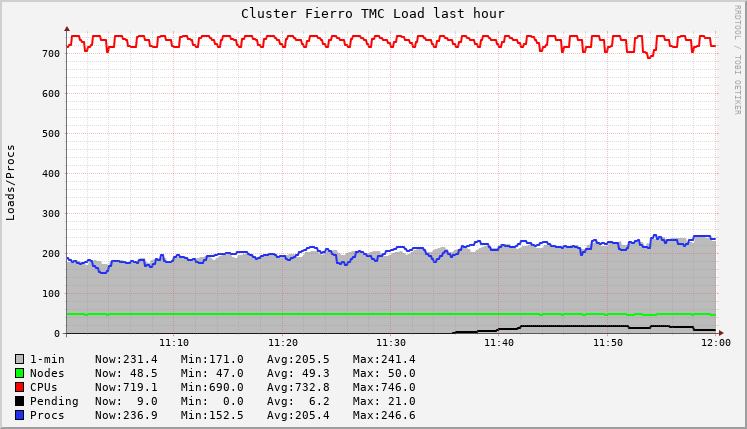 Cluster Fierro TMC Load last hour
RRDTOOL / TOBI OETIKER
Loads/Procs
700
600
500
400
300
200
100
0
11:10 11:20 11:30 11:40 11:50 12:00
1-min Now:231.4 Min:171.0 Avg:205.5 Max:241.4
Nodes Now: 48.5 Min: 47.0 Avg: 49.3 Max: 50.0
CPUs Now:719.1 Min:690.0 Avg:732.8 Max:746.0
Pending Now: 9.0 Min: 0.0 Avg: 6.2 Max: 21.0
Procs Now:236.9 Min:152.5 Avg:205.4 Max:246.6